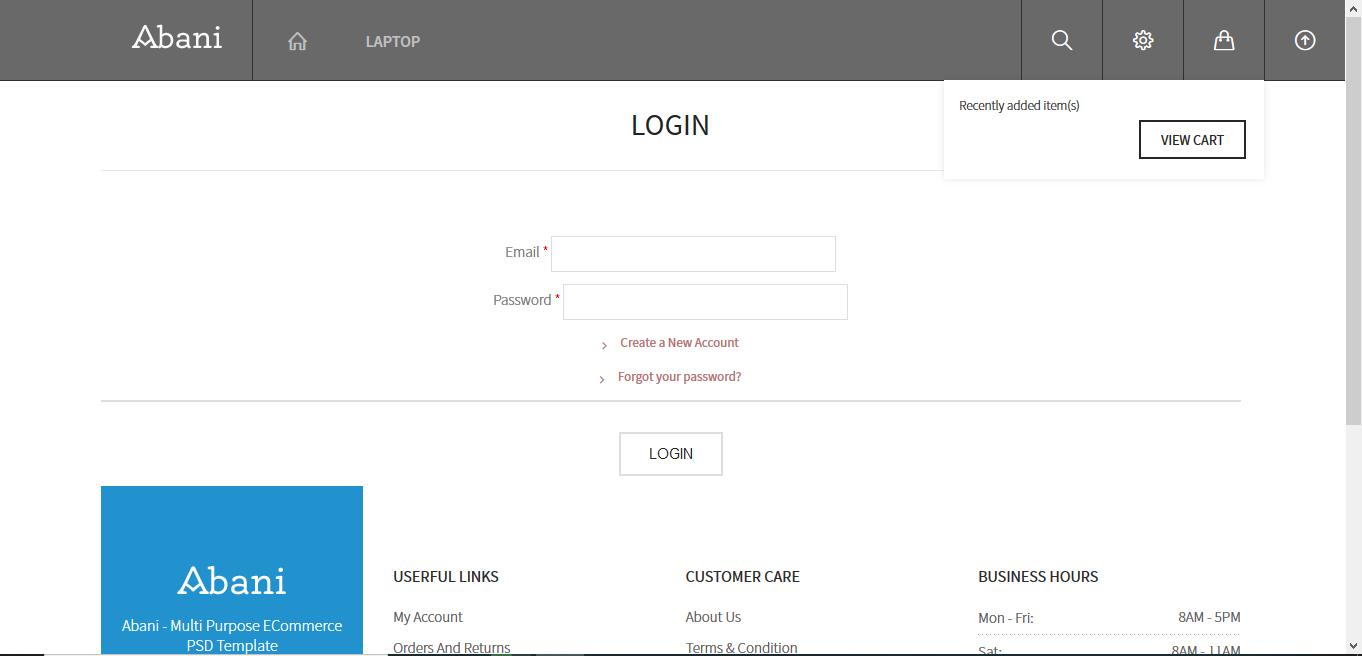 Abani
LAPTOP
Recently added item(s)
VIEW CART
LOGIN
Email *
Password *
Create a New Account
Forgot your password?
LOGIN
Abani
Abani - Multi Purpose ECommerce
PSD Template
USERFUL LINKS
My Account
Orders And Returns
CUSTOMER CARE
About Us
Terms & Condition
BUSINESS HOURS
Mon - Fri: 8AM - 5PM
Sat: 8AM - 11AM